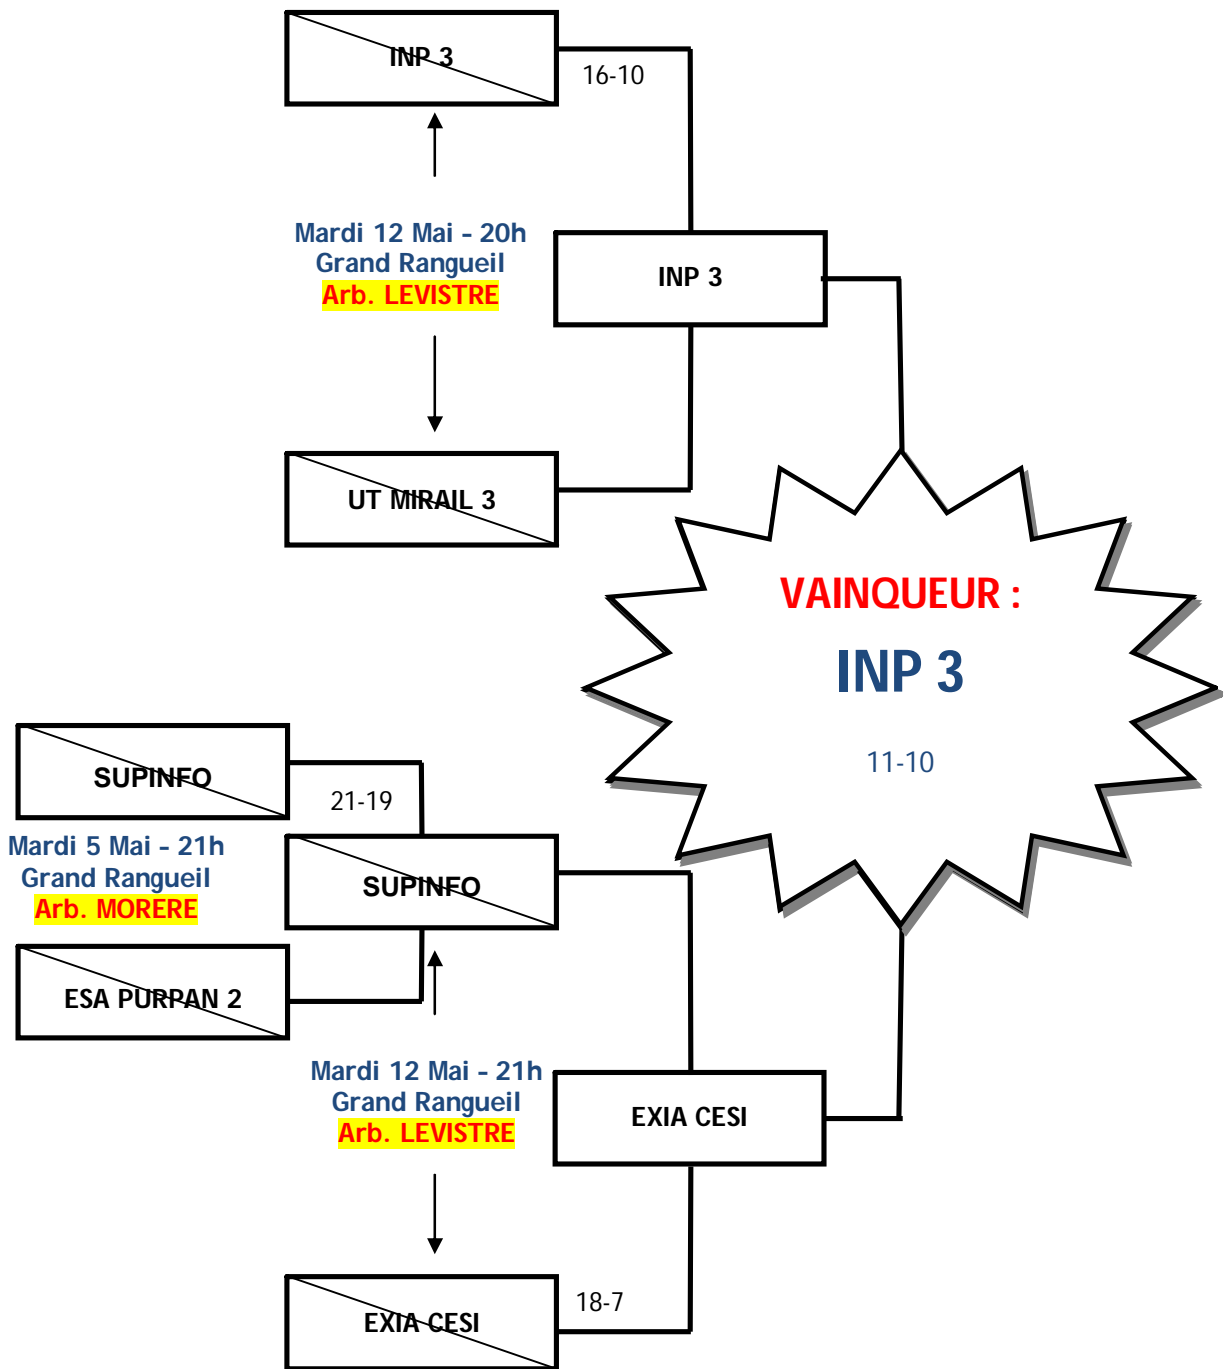 INP 3
16-10
Mardi 12 Mai - 20h
Grand Rangueil
Arb. LEVISTRE
INP 3
UT MIRAIL 3
VAINQUEUR :
INP 3
11-10
SUPINFO
21-19
Mardi 5 Mai - 21h
Grand Rangueil
Arb. MORERE
SUPINFO
ESA PURPAN 2
Mardi 12 Mai - 21h
Grand Rangueil
Arb. LEVISTRE
EXIA CESI
18-7
EXIA CESI